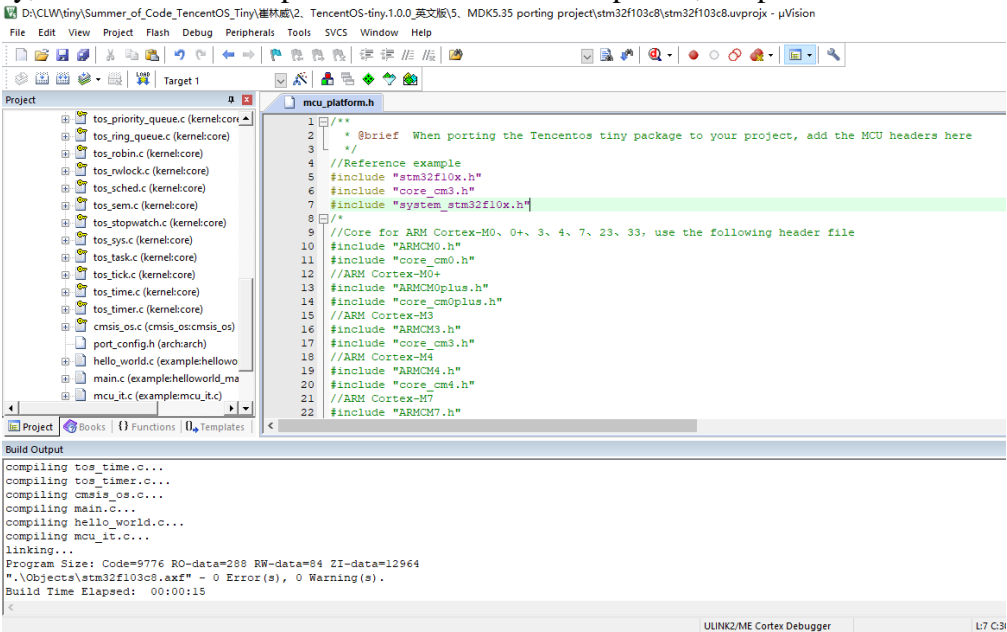 D:\CLW\tiny\Summer_of_Code_TencentOS_Tiny\崔林威\2、TencentOS-tiny.1.0.0_英文版\5、MDK5.35 porting project\stm32f103c8\stm32f103c8.uvprojx - µVision
File Edit View Project Flash Debug Peripherals Tools SVCS Window Help
LOAD Target 1
Project
mcu_platform.h
tos_priority_queue.c (kernel:core
tos_ring_queue.c (kernel:core)
tos_robin.c (kernel:core)
tos_rwlock.c (kernel:core)
tos_sched.c (kernel:core)
tos_sem.c (kernel:core)
tos_stopwatch.c (kernel:core)
tos_sys.c (kernel:core)
tos_task.c (kernel:core)
tos_tick.c (kernel:core)
tos_time.c (kernel:core)
tos_timer.c (kernel:core)
cmsis_os.c (cmsis_os:cmsis_os)
port_config.h (arch:arch)
hello_world.c (example:hellowo
main.c (example:helloworld_ma
mcu_it.c (example:mcu_it.c)
Project Books {} Functions 0 Templates
1 /**
2 * @brief When porting the Tencentos tiny package to your project, add the MCU headers here
3 */
4 //Reference example
5 #include "stm32f10x.h"
6 #include "core_cm3.h"
7 #include "system_stm32f10x.h"
8 /*
9 //Core for ARM Cortex-M0、0+、3、4、7、23、33, use the following header file
10 #include "ARMCM0.h"
11 #include "core_cm0.h"
12 //ARM Cortex-M0+
13 #include "ARMCM0plus.h"
14 #include "core_cm0plus.h"
15 //ARM Cortex-M3
16 #include "ARMCM3.h"
17 #include "core_cm3.h"
18 //ARM Cortex-M4
19 #include "ARMCM4.h"
20 #include "core_cm4.h"
21 //ARM Cortex-M7
22 #include "ARMCM7.h"
Build Output
compiling tos_time.c...
compiling tos_timer.c...
compiling cmsis_os.c...
compiling main.c...
compiling hello_world.c...
compiling mcu_it.c...
linking...
Program Size: Code=9776 RO-data=288 RW-data=84 ZI-data=12964
".\Objects\stm32f103c8.axf" - 0 Error(s), 0 Warning(s).
Build Time Elapsed: 00:00:15
ULINK2/ME Cortex Debugger